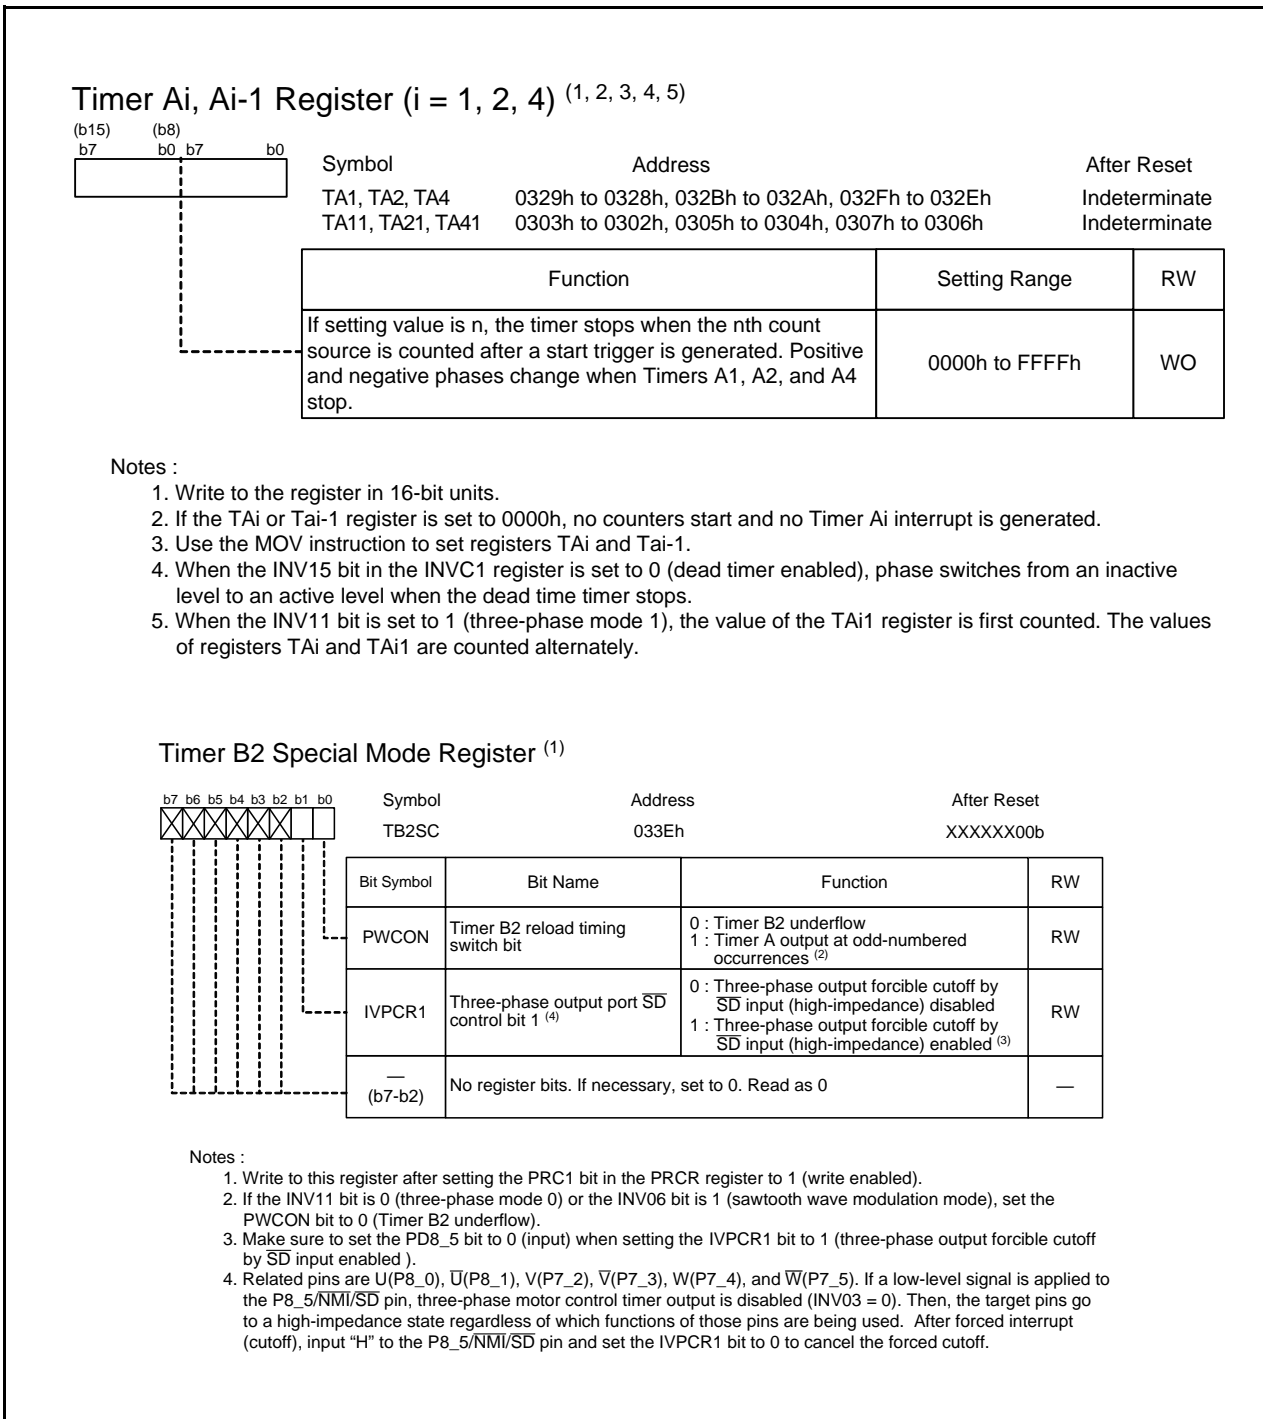 Timer Ai, Ai-1 Register (i = 1, 2, 4) (1, 2, 3, 4, 5)
(b15) (b8)
b7 b0 b7 b0
Symbol Address After Reset
TA1, TA2, TA4 0329h to 0328h, 032Bh to 032Ah, 032Fh to 032Eh Indeterminate
TA11, TA21, TA41 0303h to 0302h, 0305h to 0304h, 0307h to 0306h Indeterminate
Function Setting Range RW
If setting value is n, the timer stops when the nth count
source is counted after a start trigger is generated. Positive
and negative phases change when Timers A1, A2, and A4
stop.
0000h to FFFFh WO
Notes :
1. Write to the register in 16-bit units.
2. If the TAi or Tai-1 register is set to 0000h, no counters start and no Timer Ai interrupt is generated.
3. Use the MOV instruction to set registers TAi and Tai-1.
4. When the INV15 bit in the INVC1 register is set to 0 (dead timer enabled), phase switches from an inactive
level to an active level when the dead time timer stops.
5. When the INV11 bit is set to 1 (three-phase mode 1), the value of the TAi1 register is first counted. The values
of registers TAi and TAi1 are counted alternately.
Timer B2 Special Mode Register (1)
b7 b6 b5 b4 b3 b2 b1 b0
Symbol Address After Reset
TB2SC 033Eh XXXXXX00b
Bit Symbol Bit Name Function RW
PWCON
Timer B2 reload timing
switch bit
0 : Timer B2 underflow
1 : Timer A output at odd-numbered
occurrences (2)
RW
IVPCR1
Three-phase output port S̅D̅
control bit 1 (4)
0 : Three-phase output forcible cutoff by
S̅D̅ input (high-impedance) disabled
1 : Three-phase output forcible cutoff by
S̅D̅ input (high-impedance) enabled (3)
RW
—
(b7-b2)
No register bits. If necessary, set to 0. Read as 0
—
Notes :
1. Write to this register after setting the PRC1 bit in the PRCR register to 1 (write enabled).
2. If the INV11 bit is 0 (three-phase mode 0) or the INV06 bit is 1 (sawtooth wave modulation mode), set the
PWCON bit to 0 (Timer B2 underflow).
3. Make sure to set the PD8_5 bit to 0 (input) when setting the IVPCR1 bit to 1 (three-phase output forcible cutoff
by S̅D̅ input enabled ).
4. Related pins are U(P8_0), U̅(P8_1), V(P7_2), V̅(P7_3), W(P7_4), and W̅(P7_5). If a low-level signal is applied to
the P8_5/N̅M̅I̅/S̅D̅ pin, three-phase motor control timer output is disabled (INV03 = 0). Then, the target pins go
to a high-impedance state regardless of which functions of those pins are being used. After forced interrupt
(cutoff), input “H” to the P8_5/N̅M̅I̅/S̅D̅ pin and set the IVPCR1 bit to 0 to cancel the forced cutoff.